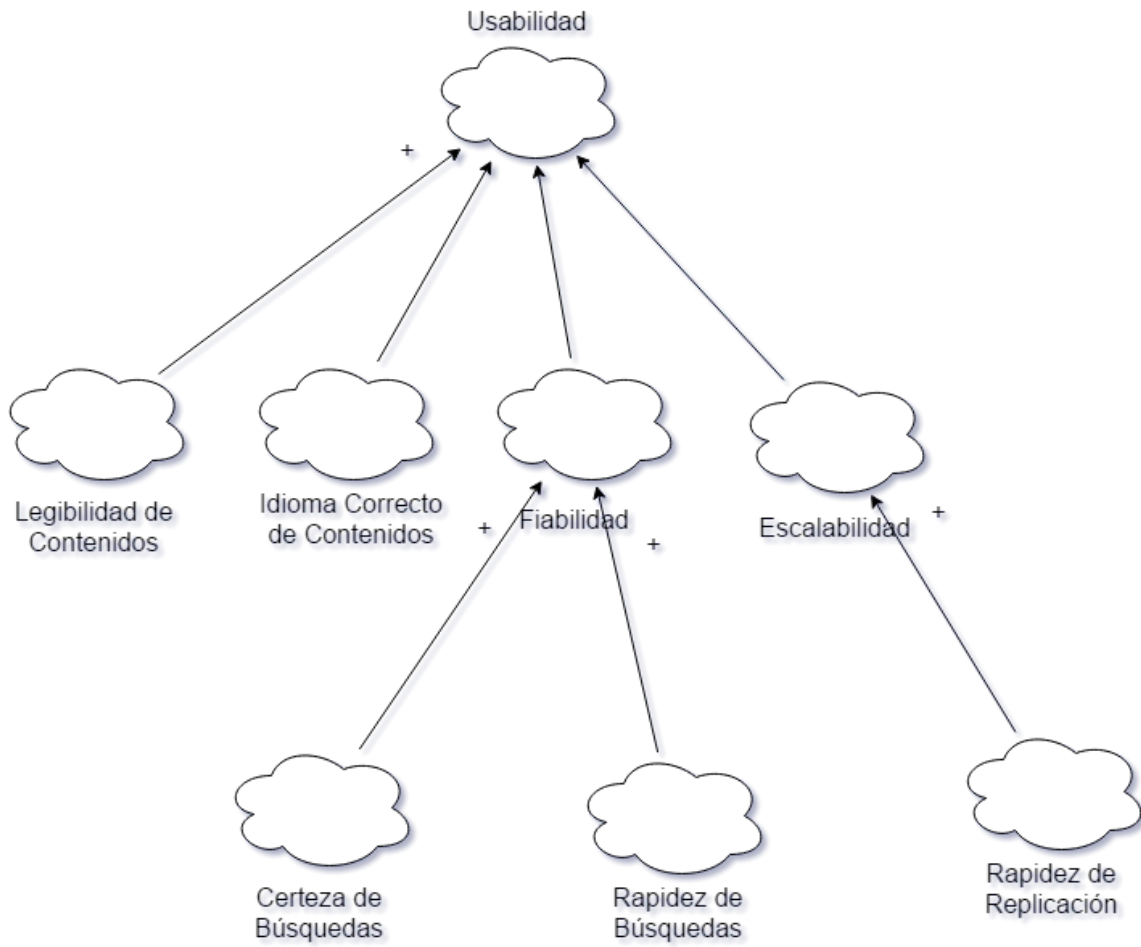 Usabilidad
+
Legibilidad de
Contenidos
Idioma Correcto
de Contenidos
+
Fiabilidad
+
Escalabilidad
+
Certeza de
Búsquedas
Rapidez de
Búsquedas
Rapidez de
Replicación